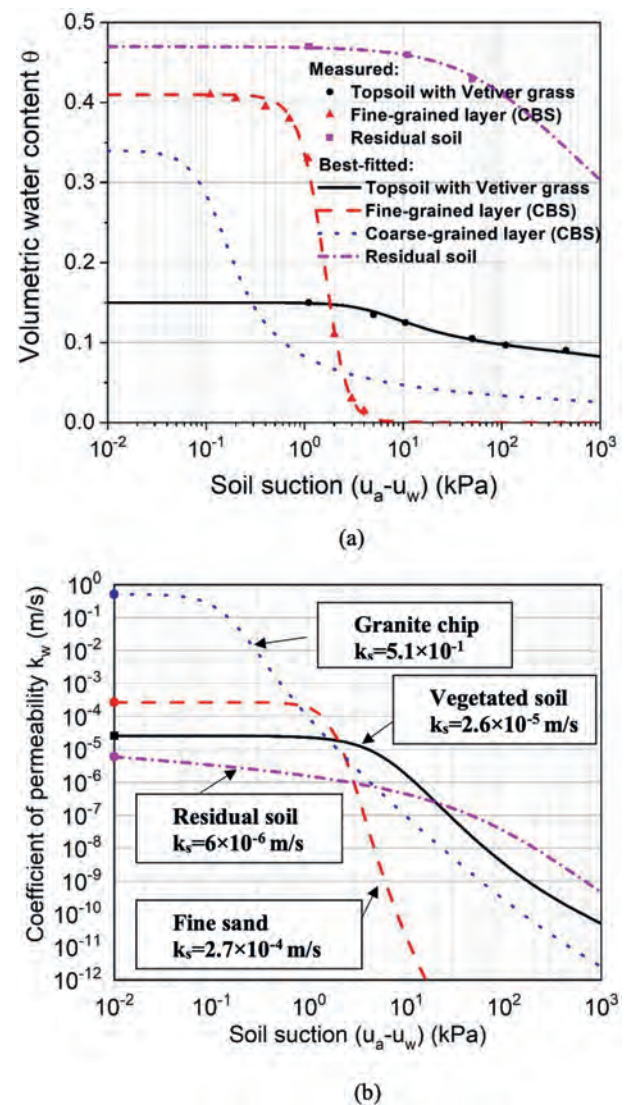 0.5
0.4
0.3
0.2
0.1
0.0
Volumetric water content θ
Measured:
Topsoil with Vetiver grass
Fine-grained layer (CBS)
Residual soil
Best-fitted:
Topsoil with Vetiver grass
Fine-grained layer (CBS)
Coarse-grained layer (CBS)
Residual soil
10⁻² 10⁻¹ 10⁰ 10¹ 10² 10³
Soil suction (uₐ-u_w) (kPa)
(a)
10⁰
10⁻¹
10⁻²
10⁻³
10⁻⁴
10⁻⁵
10⁻⁶
10⁻⁷
10⁻⁸
10⁻⁹
10⁻¹⁰
10⁻¹¹
10⁻¹²
Coefficient of permeability k_w (m/s)
Granite chip
kₛ=5.1×10⁻¹
Vegetated soil
kₛ=2.6×10⁻⁵ m/s
Residual soil
kₛ=6×10⁻⁶ m/s
Fine sand
kₛ=2.7×10⁻⁴ m/s
10⁻² 10⁻¹ 10⁰ 10¹ 10² 10³
Soil suction (uₐ-u_w) (kPa)
(b)